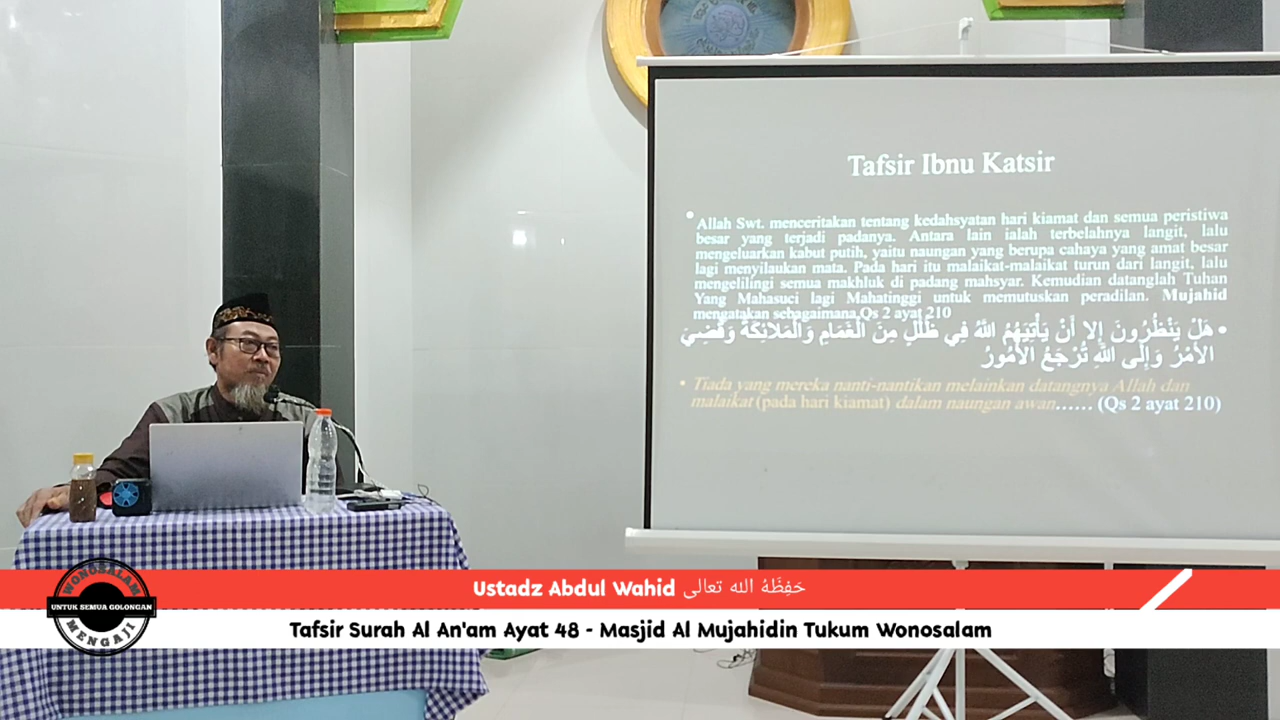 Tafsir Ibnu Katsir
• Allah Swt. menceritakan tentang kedahsyatan hari kiamat dan semua peristiwa
besar yang terjadi padanya. Antara lain ialah terbelahnya langit, lalu
mengeluarkan kabut putih, yaitu naungan yang berupa cahaya yang amat besar
lagi menyilaukan mata. Pada hari itu malaikat-malaikat turun dari langit, lalu
mengelilingi semua makhluk di padang mahsyar. Kemudian datanglah Tuhan
Yang Mahasuci lagi Mahatinggi untuk memutuskan peradilan. Mujahid
mengatakan sebagaimana Qs 2 ayat 210
• هَلْ يَنْظُرُونَ إِلا أَنْ يَأْتِيَهُمُ اللَّهُ فِي ظُلَلٍ مِنَ الْغَمَامِ وَالْمَلائِكَةُ وَقُضِيَ
الأمْرُ وَإِلَى اللَّهِ تُرْجَعُ الأمُورُ
• Tiada yang mereka nanti-nantikan melainkan datangnya Allah dan
malaikat (pada hari kiamat) dalam naungan awan...... (Qs 2 ayat 210)
Ustadz Abdul Wahid حَفِظَهُ الله تعالى
Tafsir Surah Al An'am Ayat 48 - Masjid Al Mujahidin Tukum Wonosalam
WONOSALAM
UNTUK SEMUA GOLONGAN
MENGAJI